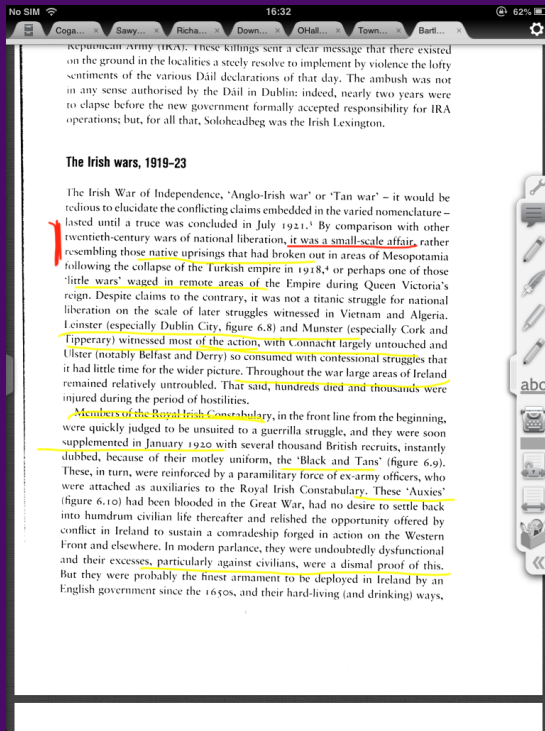 No SIM 16:32 62%
Coga... × Sawy... × Richa... × Down... × OHall... × Town... × Bartl... ×
Republican Army (IRA). These killings sent a clear message that there existed
on the ground in the localities a steely resolve to implement by violence the lofty
sentiments of the various Dáil declarations of that day. The ambush was not
in any sense authorised by the Dáil in Dublin: indeed, nearly two years were
to elapse before the new government formally accepted responsibility for IRA
operations; but, for all that, Soloheadbeg was the Irish Lexington.
The Irish wars, 1919–23
The Irish War of Independence, ‘Anglo-Irish war’ or ‘Tan war’ – it would be
tedious to elucidate the conflicting claims embedded in the varied nomenclature –
lasted until a truce was concluded in July 1921.³ By comparison with other
twentieth-century wars of national liberation, it was a small-scale affair, rather
resembling those native uprisings that had broken out in areas of Mesopotamia
following the collapse of the Turkish empire in 1918,⁴ or perhaps one of those
‘little wars’ waged in remote areas of the Empire during Queen Victoria’s
reign. Despite claims to the contrary, it was not a titanic struggle for national
liberation on the scale of later struggles witnessed in Vietnam and Algeria.
Leinster (especially Dublin City, figure 6.8) and Munster (especially Cork and
Tipperary) witnessed most of the action, with Connacht largely untouched and
Ulster (notably Belfast and Derry) so consumed with confessional struggles that
it had little time for the wider picture. Throughout the war large areas of Ireland
remained relatively untroubled. That said, hundreds died and thousands were
injured during the period of hostilities.
Members of the Royal Irish Constabulary, in the front line from the beginning,
were quickly judged to be unsuited to a guerrilla struggle, and they were soon
supplemented in January 1920 with several thousand British recruits, instantly
dubbed, because of their motley uniform, the ‘Black and Tans’ (figure 6.9).
These, in turn, were reinforced by a paramilitary force of ex-army officers, who
were attached as auxiliaries to the Royal Irish Constabulary. These ‘Auxies’
(figure 6.10) had been blooded in the Great War, had no desire to settle back
into humdrum civilian life thereafter and relished the opportunity offered by
conflict in Ireland to sustain a comradeship forged in action on the Western
Front and elsewhere. In modern parlance, they were undoubtedly dysfunctional
and their excesses, particularly against civilians, were a dismal proof of this.
But they were probably the finest armament to be deployed in Ireland by an
English government since the 1650s, and their hard-living (and drinking) ways,
abc